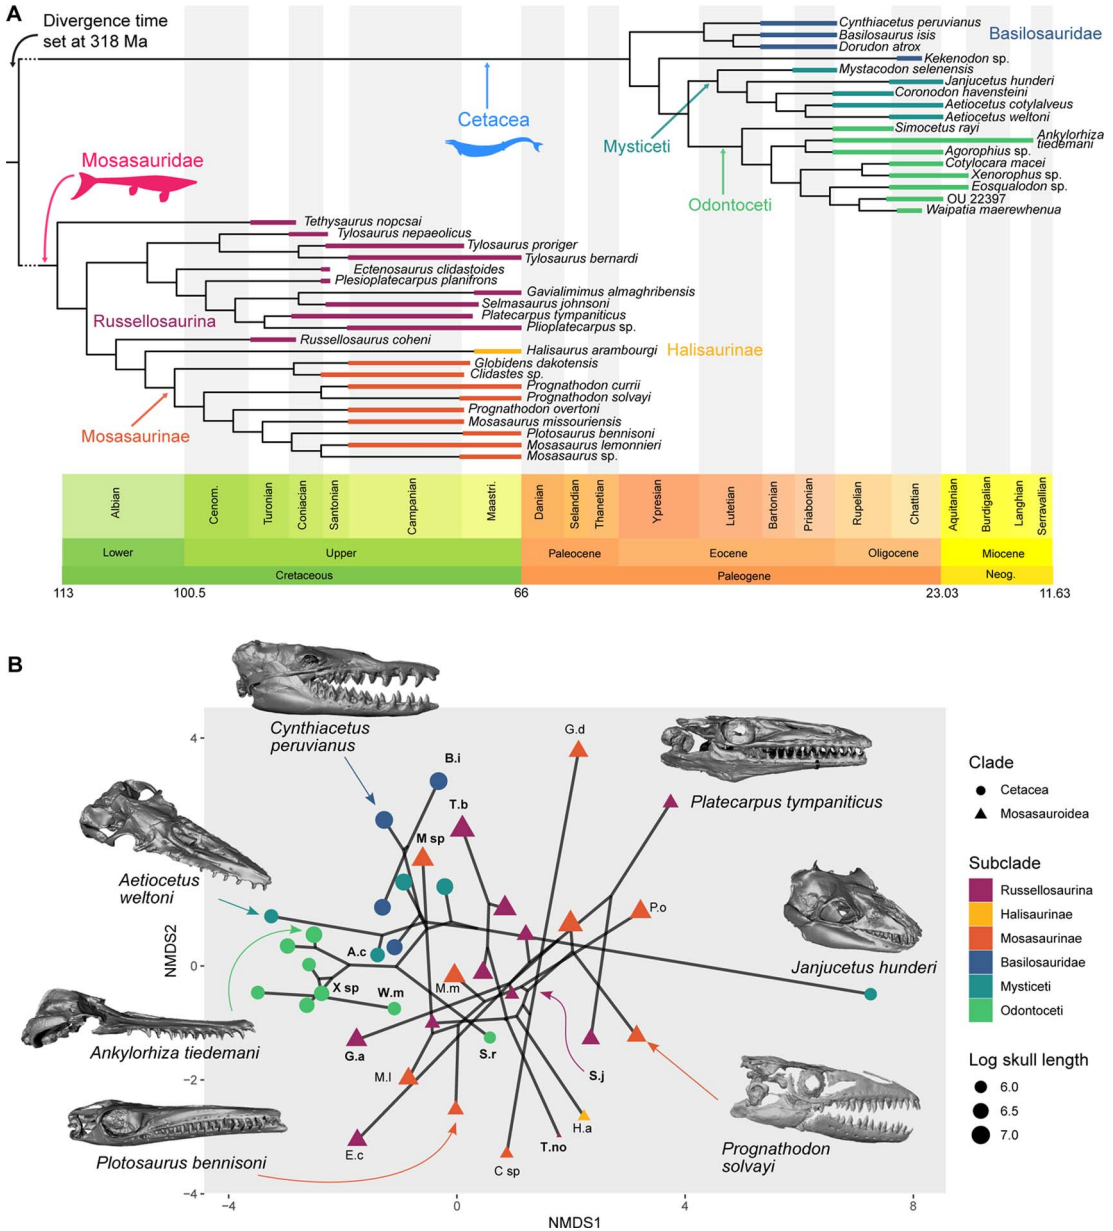 A
Divergence time
set at 318 Ma
Cynthiacetus peruvianus
Basilosaurus isis
Dorudon atrox
Basilosauridae
Kekenodon sp.
Mystacodon selenensis
Janjucetus hunderi
Coronodon havensteini
Aetiocetus cotylalveus
Aetiocetus weltoni
Simocetus rayi
Ankylorhiza
tiedemani
Agorophius sp.
Cotylocara macei
Xenorophus sp.
Eosqualodon sp.
OU 22397
Waipatia maerewhenua
Cetacea
Mysticeti
Odontoceti
Mosasauridae
Tethysaurus nopcsai
Tylosaurus nepaeolicus
Tylosaurus proriger
Tylosaurus bernardi
Ectenosaurus clidastoides
Plesioplatecarpus planifrons
Gavialimimus almaghribensis
Selmasaurus johnsoni
Platecarpus tympaniticus
Plioplatecarpus sp.
Russellosaurina
Russellosaurus coheni
Halisaurus arambourgi
Halisaurinae
Globidens dakotensis
Clidastes sp.
Prognathodon currii
Prognathodon solvayi
Prognathodon overtoni
Mosasaurus missouriensis
Plotosaurus bennisoni
Mosasaurus lemonnieri
Mosasaurus sp.
Mosasaurinae
Albian
Cenom.
Turonian
Coniacian
Santonian
Campanian
Maastri.
Danian
Selandian
Thanetian
Ypresian
Lutetian
Bartonian
Priabonian
Rupelian
Chattian
Aquitanian
Burdigalian
Langhian
Serravallian
Lower
Upper
Paleocene
Eocene
Oligocene
Miocene
Cretaceous
Paleogene
Neog.
113
100.5
66
23.03
11.63
B
Cynthiacetus
peruvianus
B.i
G.d
T.b
M sp
Platecarpus tympaniticus
Aetiocetus
weltoni
P.o
A.c
Janjucetus hunderi
X sp
W.m
M.m
Ankylorhiza tiedemani
G.a
S.r
S.j
M.l
Plotosaurus bennisoni
E.c
C sp
T.no
H.a
Prognathodon
solvayi
4
0
−2
−4
NMDS2
−4
0
4
8
NMDS1
Clade
Cetacea
Mosasauroidea
Subclade
Russellosaurina
Halisaurinae
Mosasaurinae
Basilosauridae
Mysticeti
Odontoceti
Log skull length
6.0
6.5
7.0